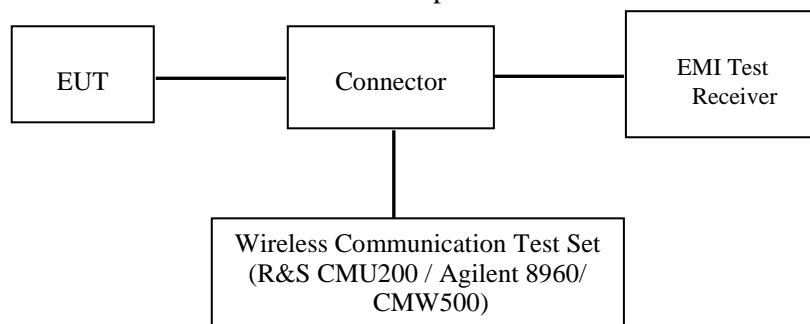 EUT
Connector
EMI Test
Receiver
Wireless Communication Test Set
(R&S CMU200 / Agilent 8960/
CMW500)